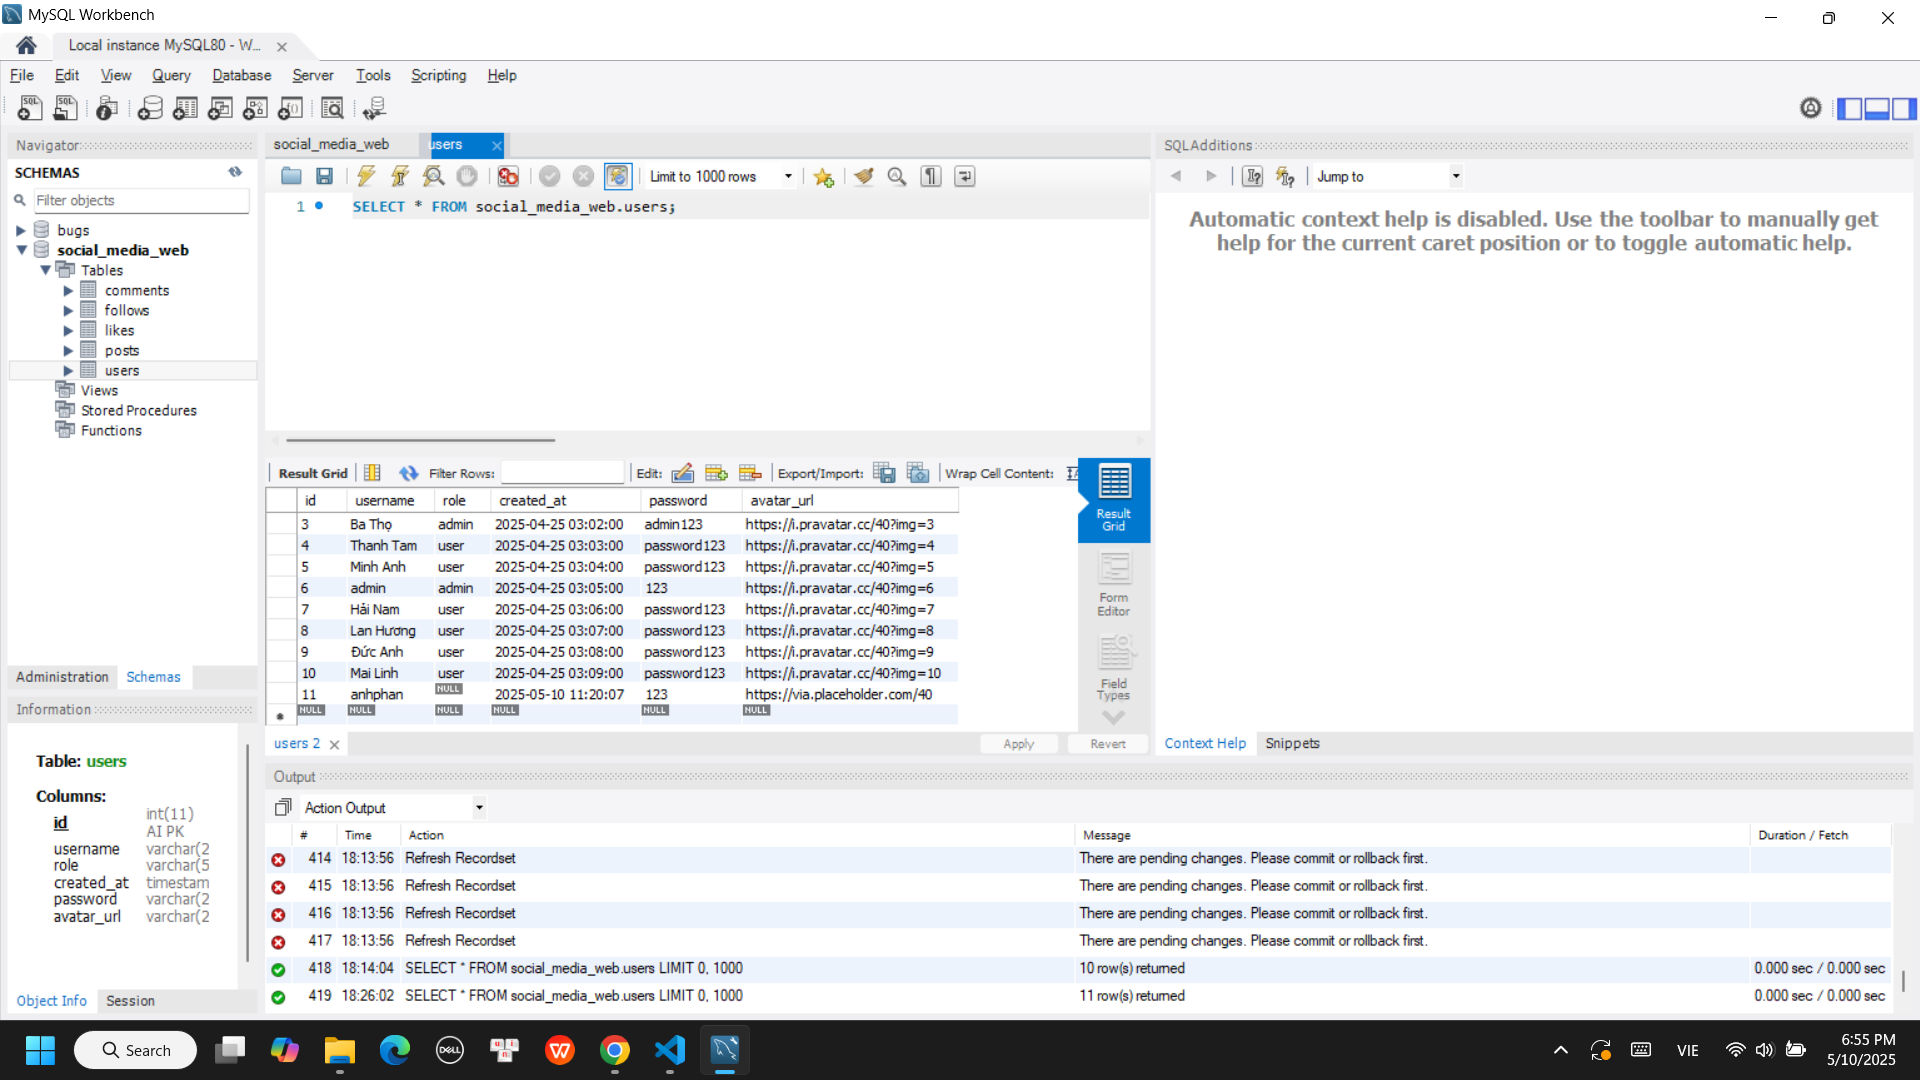 MySQL Workbench
Local instance MySQL80 - W...
File Edit View Query Database Server Tools Scripting Help
Navigator
SCHEMAS
Filter objects
bugs
social_media_web
Tables
comments
follows
likes
posts
users
Views
Stored Procedures
Functions
Administration Schemas
Information
Table: users
Columns:
id int(11) AI PK
username varchar(2
role varchar(5
created_at timestam
password varchar(2
avatar_url varchar(2
Object Info Session
social_media_web users
Limit to 1000 rows
1 SELECT * FROM social_media_web.users;
Result Grid Filter Rows: Edit: Export/Import: Wrap Cell Content:
id username role created_at password avatar_url
3 Ba Thọ admin 2025-04-25 03:02:00 admin123 https://i.pravatar.cc/40?img=3
4 Thanh Tam user 2025-04-25 03:03:00 password123 https://i.pravatar.cc/40?img=4
5 Minh Anh user 2025-04-25 03:04:00 password123 https://i.pravatar.cc/40?img=5
6 admin admin 2025-04-25 03:05:00 123 https://i.pravatar.cc/40?img=6
7 Hải Nam user 2025-04-25 03:06:00 password123 https://i.pravatar.cc/40?img=7
8 Lan Hương user 2025-04-25 03:07:00 password123 https://i.pravatar.cc/40?img=8
9 Đức Anh user 2025-04-25 03:08:00 password123 https://i.pravatar.cc/40?img=9
10 Mai Linh user 2025-04-25 03:09:00 password123 https://i.pravatar.cc/40?img=10
11 anhphan NULL 2025-05-10 11:20:07 123 https://via.placeholder.com/40
NULL NULL NULL NULL NULL NULL
Result Grid
Form Editor
Field Types
users 2 Apply Revert
SQLAdditions
Jump to
Automatic context help is disabled. Use the toolbar to manually get
help for the current caret position or to toggle automatic help.
Context Help Snippets
Output
Action Output
# Time Action Message Duration / Fetch
414 18:13:56 Refresh Recordset There are pending changes. Please commit or rollback first.
415 18:13:56 Refresh Recordset There are pending changes. Please commit or rollback first.
416 18:13:56 Refresh Recordset There are pending changes. Please commit or rollback first.
417 18:13:56 Refresh Recordset There are pending changes. Please commit or rollback first.
418 18:14:04 SELECT * FROM social_media_web.users LIMIT 0, 1000 10 row(s) returned 0.000 sec / 0.000 sec
419 18:26:02 SELECT * FROM social_media_web.users LIMIT 0, 1000 11 row(s) returned 0.000 sec / 0.000 sec
Search
DELL
VIE
6:55 PM
5/10/2025